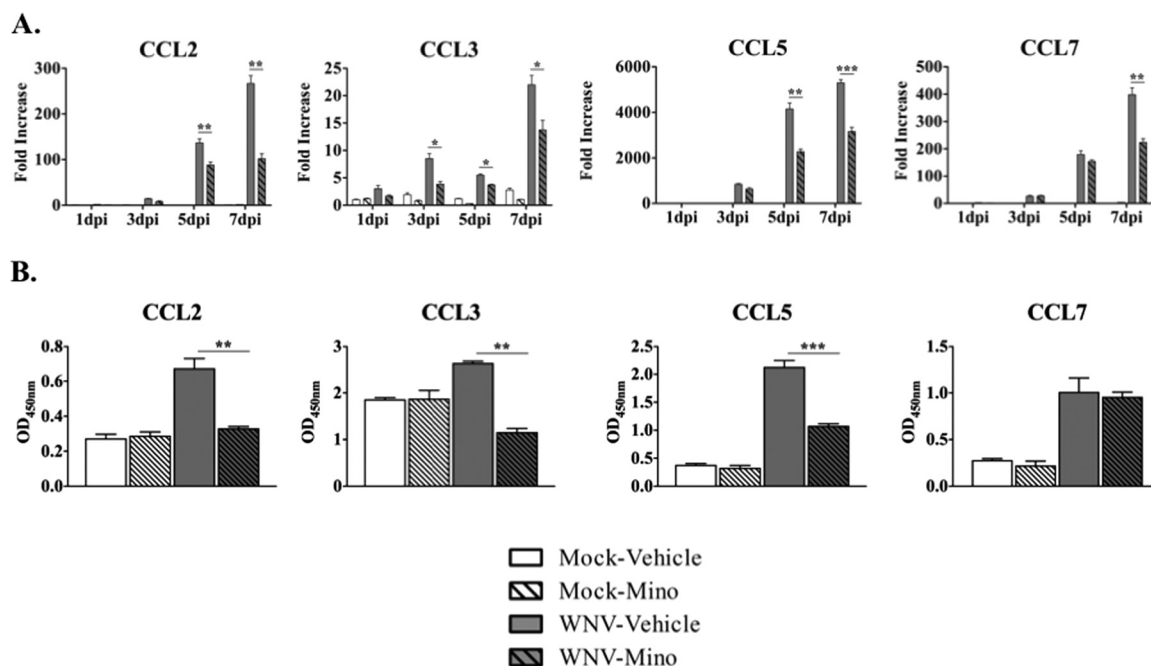 A.
CCL2
CCL3
CCL5
CCL7
Fold Increase
300
200
100
0
**
**
1dpi 3dpi 5dpi 7dpi
Fold Increase
25
20
15
10
5
0
*
*
*
1dpi 3dpi 5dpi 7dpi
Fold Increase
6000
4000
2000
0
**
***
1dpi 3dpi 5dpi 7dpi
Fold Increase
500
400
300
200
100
0
**
1dpi 3dpi 5dpi 7dpi
B.
CCL2
CCL3
CCL5
CCL7
OD450nm
0.8
0.6
0.4
0.2
0.0
**
OD450nm
3
2
1
0
**
OD450nm
2.5
2.0
1.5
1.0
0.5
0.0
***
OD450nm
1.5
1.0
0.5
0.0
Mock-Vehicle
Mock-Mino
WNV-Vehicle
WNV-Mino